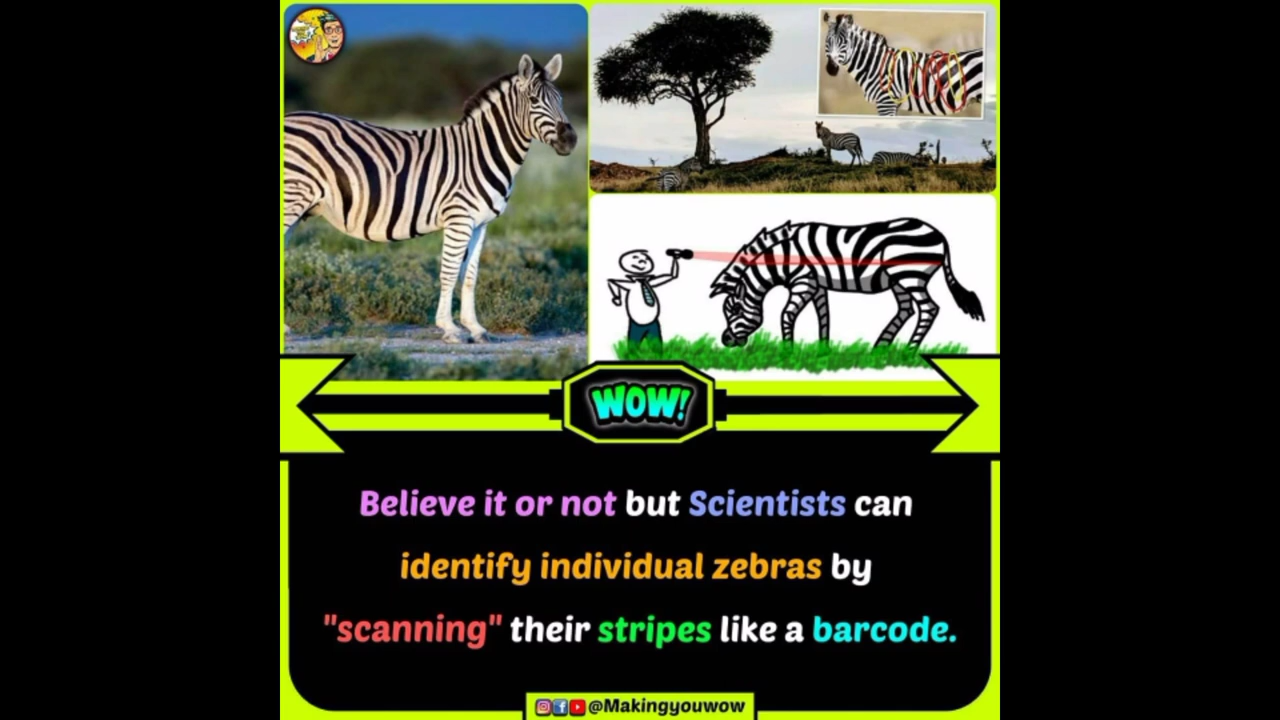 WOW!
Believe it or not but Scientists can
identify individual zebras by
"scanning" their stripes like a barcode.
@Makingyouwow